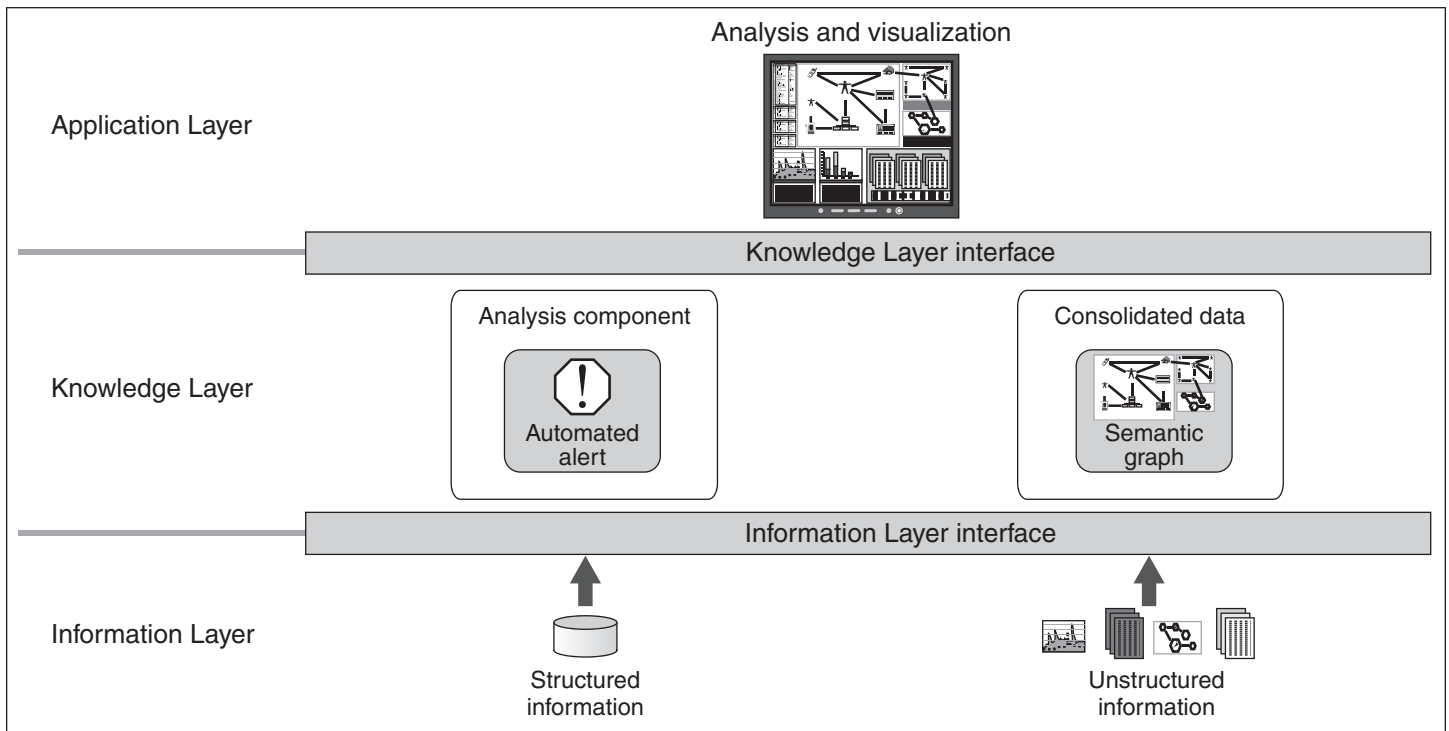 Analysis and visualization
Application Layer
Knowledge Layer interface
Analysis component
Consolidated data
Knowledge Layer
Automated
alert
Semantic
graph
Information Layer interface
Information Layer
Structured
information
Unstructured
information